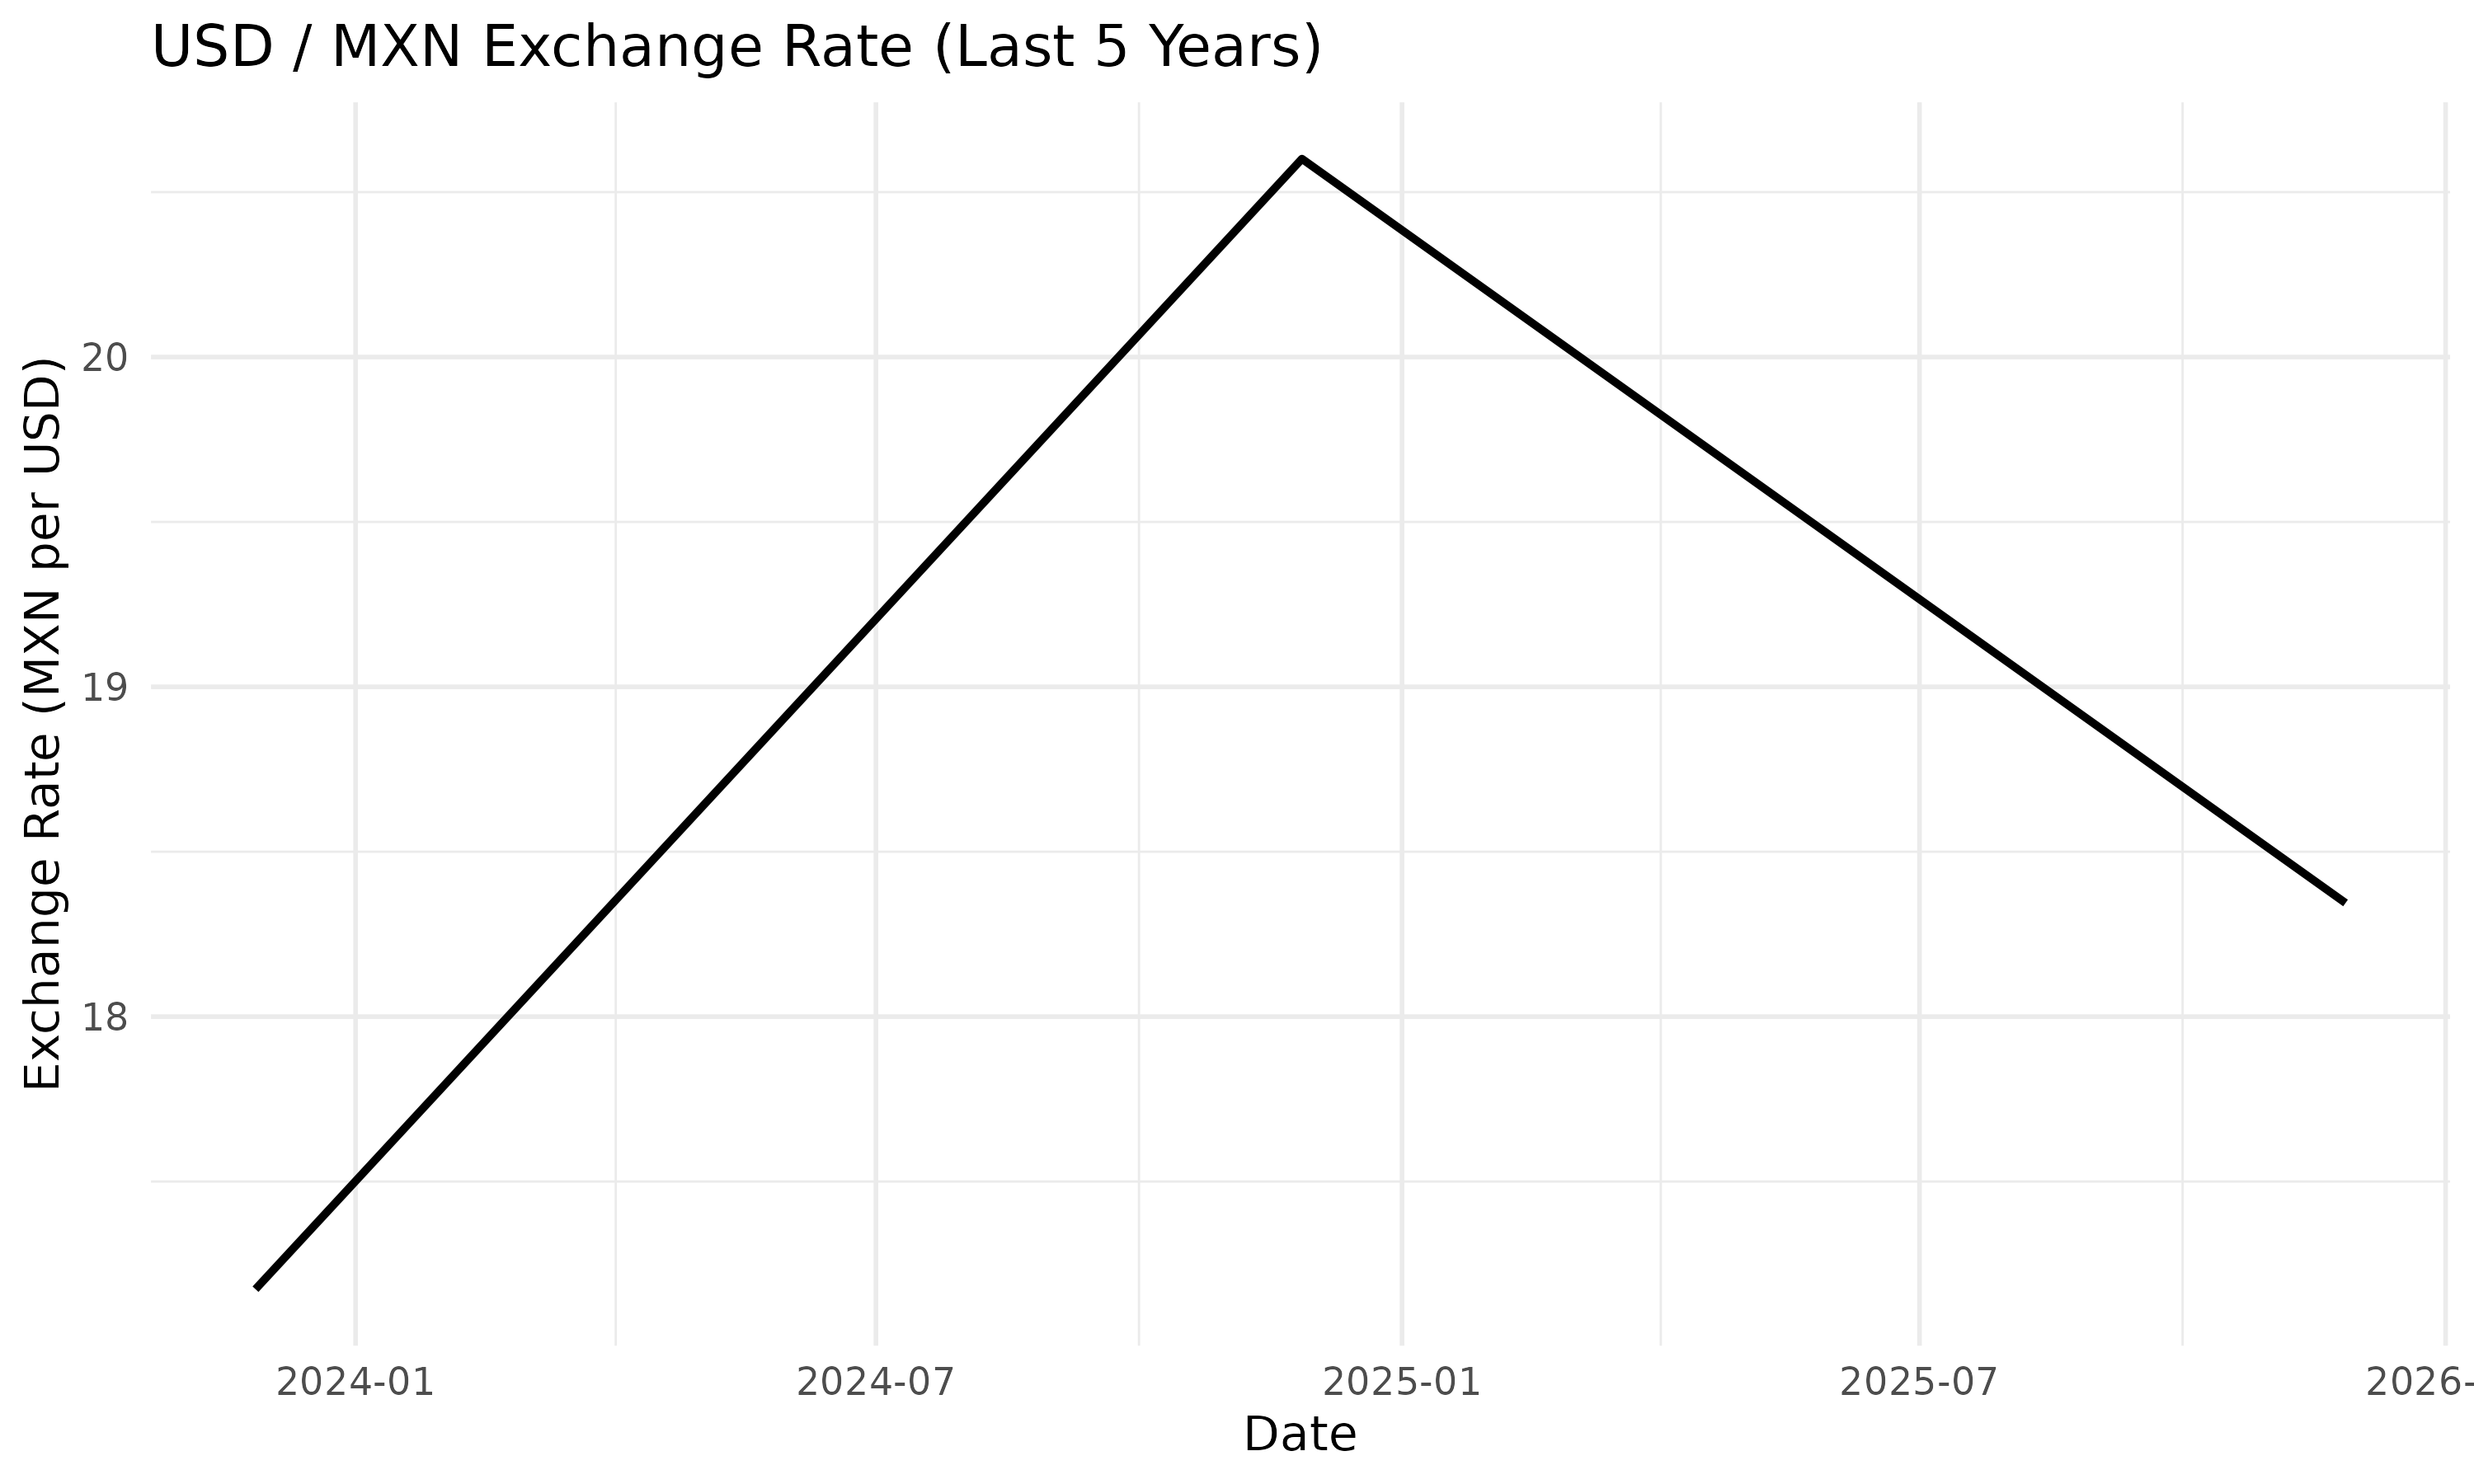 USD / MXN Exchange Rate (Last 5 Years)
Exchange Rate (MXN per USD)
20
19
18
2024-01
2024-07
2025-01
2025-07
2026-
Date